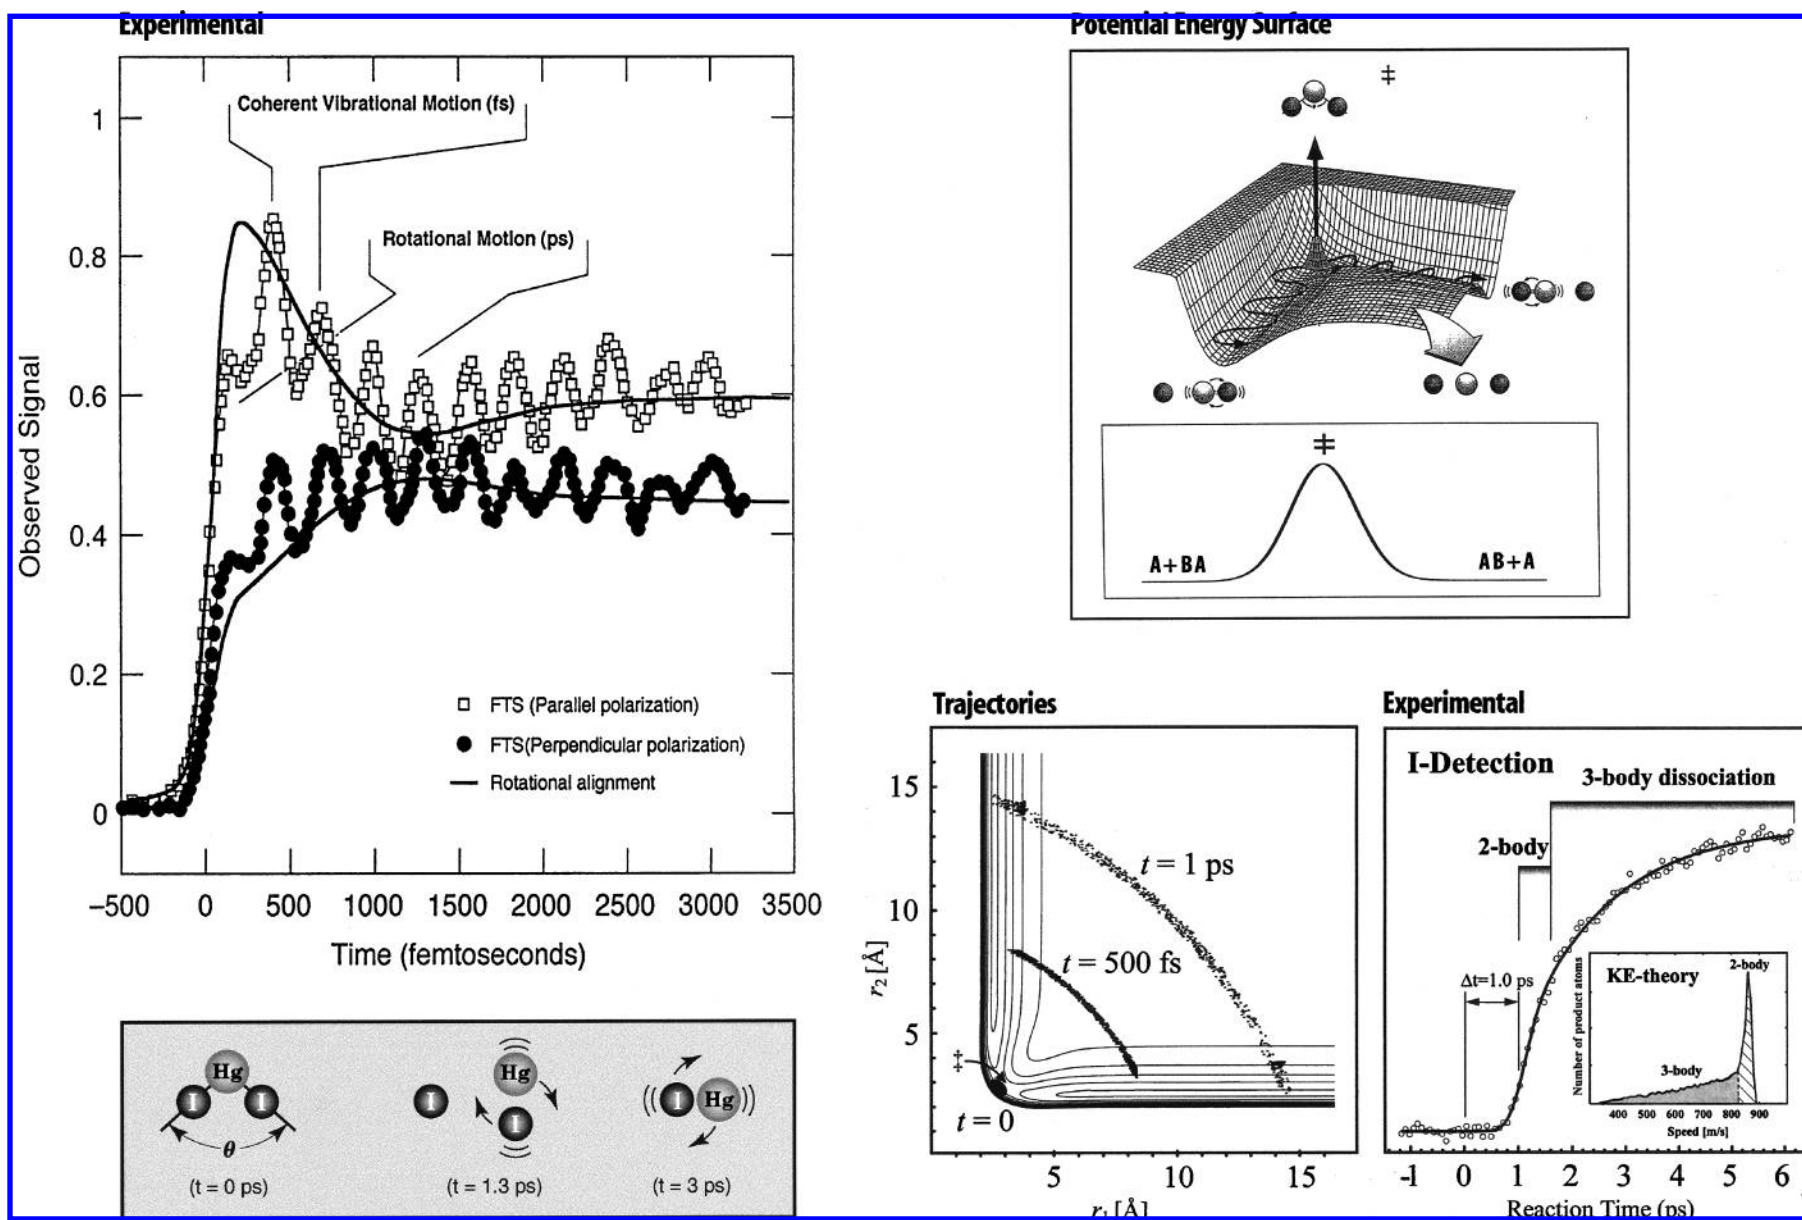 Experimental
Coherent Vibrational Motion (fs)
Rotational Motion (ps)
Observed Signal
1
0.8
0.6
0.4
0.2
0
FTS (Parallel polarization)
FTS(Perpendicular polarization)
Rotational alignment
–500 0 500 1000 1500 2000 2500 3000 3500
Time (femtoseconds)
Hg
I I
θ
(t = 0 ps)
Hg
I
I
(t = 1.3 ps)
I Hg
(t = 3 ps)
Potential Energy Surface
‡
‡
A+BA
AB+A
Trajectories
15
10
5
r2 [Å]
t = 1 ps
t = 500 fs
‡
t = 0
5 10 15
r1 [Å]
Experimental
I-Detection
3-body dissociation
2-body
Δt=1.0 ps
KE-theory
2-body
3-body
Number of product atoms
400 500 600 700 800 900
Speed [m/s]
-1 0 1 2 3 4 5 6
Reaction Time (ps)